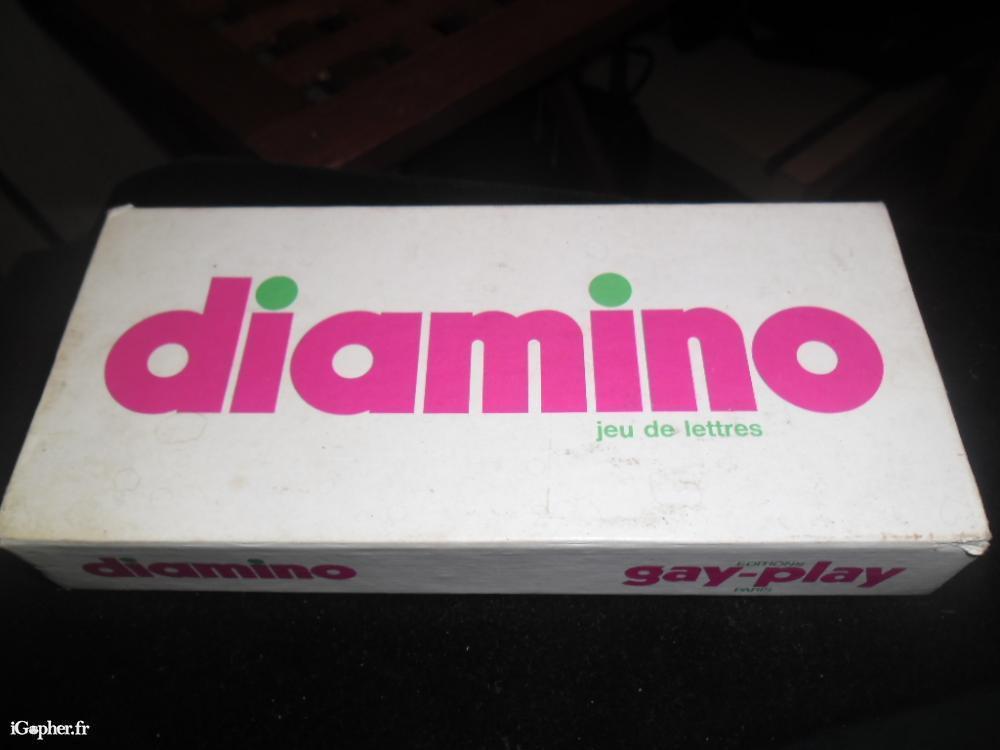 diamino
jeu de lettres
diamino
EDITIONS
gay-play
PARIS
iGopher.fr